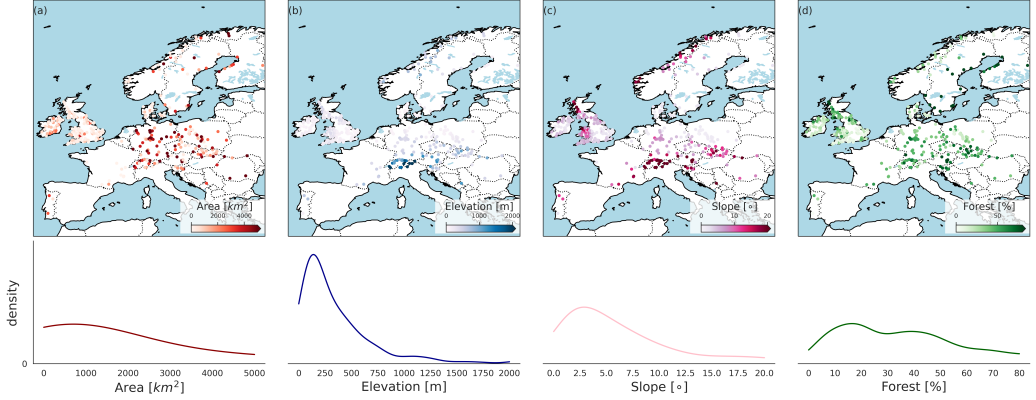 (a) (b) (c) (d)
Area [km²] Elevation [m] Slope [∘] Forest [%]
0 2000 4000 0 1000 2000 0 10 20 0 50
density
0
0 1000 2000 3000 4000 5000 0 250 500 750 1000 1250 1500 1750 2000 0.0 2.5 5.0 7.5 10.0 12.5 15.0 17.5 20.0 0 10 20 30 40 50 60 70 80
Area [km²] Elevation [m] Slope [∘] Forest [%]